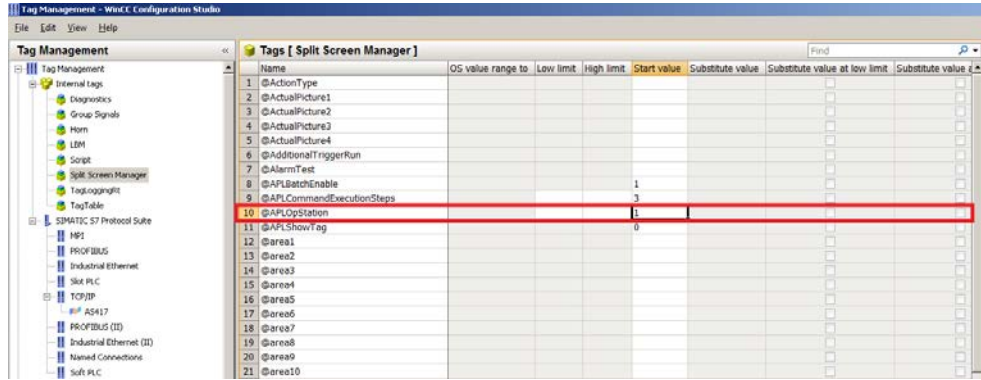 Tag Management - WinCC Configuration Studio
File Edit View Help
Tag Management «
Tag Management
Internal tags
Diagnostics
Group Signals
Horn
LBM
Script
Split Screen Manager
TagLoggingRt
TagTable
SIMATIC S7 Protocol Suite
MPI
PROFIBUS
Industrial Ethernet
Slot PLC
TCP/IP
AS417
PROFIBUS (II)
Industrial Ethernet (II)
Named Connections
Soft PLC
Tags [ Split Screen Manager ] Find
Name OS value range to Low limit High limit Start value Substitute value Substitute value at low limit Substitute value
1 @ActionType
2 @ActualPicture1
3 @ActualPicture2
4 @ActualPicture3
5 @ActualPicture4
6 @AdditionalTriggerRun
7 @AlarmTest
8 @APLBatchEnable 1
9 @APLCommandExecutionSteps 3
10 @APLOpStation 1
11 @APLShowTag 0
12 @area1
13 @area2
14 @area3
15 @area4
16 @area5
17 @area6
18 @area7
19 @area8
20 @area9
21 @area10